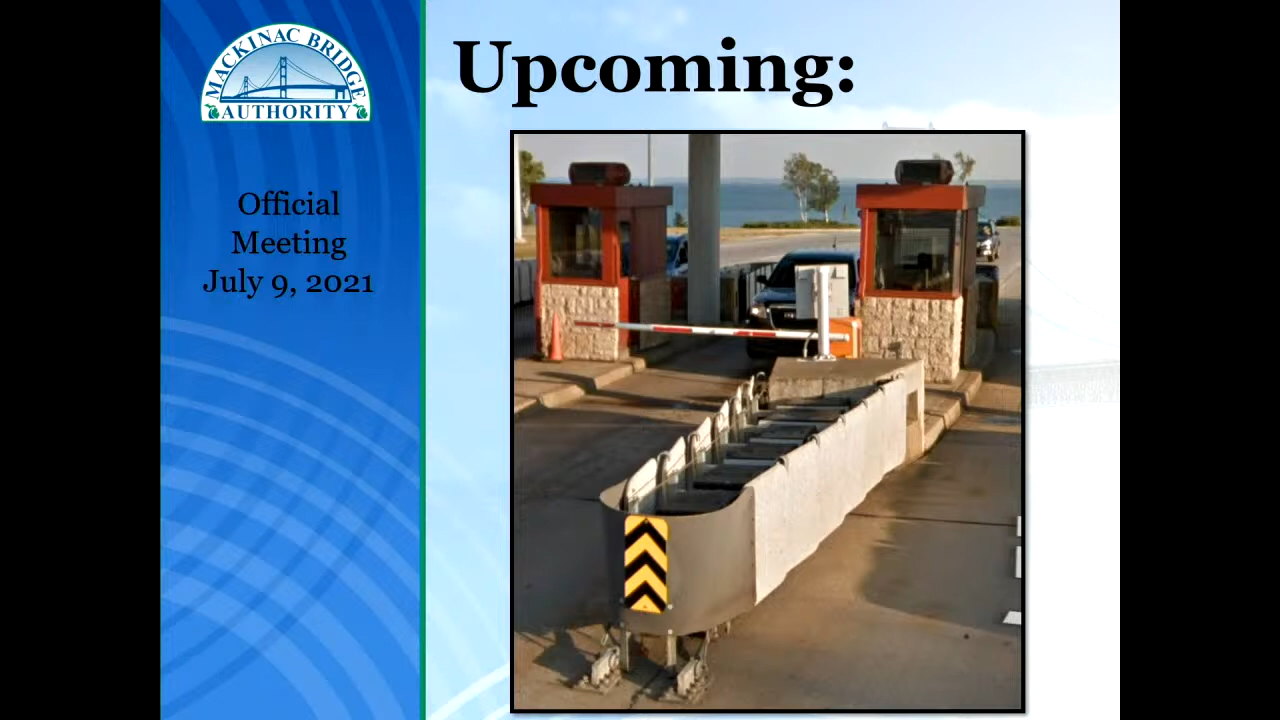 MACKINAC BRIDGE
AUTHORITY
Official
Meeting
July 9, 2021
Upcoming: